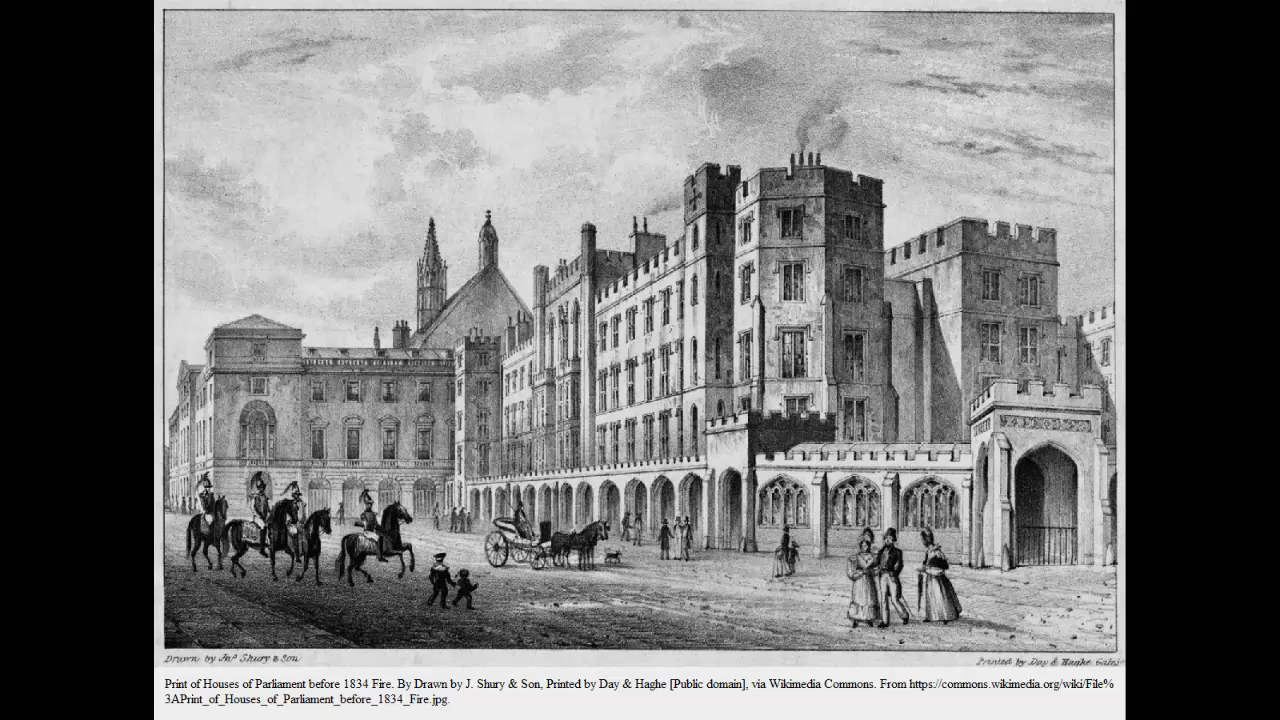 Drawn by Jno. Shury & Son
Printed by Day & Haghe
Print of Houses of Parliament before 1834 Fire. By Drawn by J. Shury & Son, Printed by Day & Haghe [Public domain], via Wikimedia Commons. From https://commons.wikimedia.org/wiki/File%
3APrint_of_Houses_of_Parliament_before_1834_Fire.jpg.